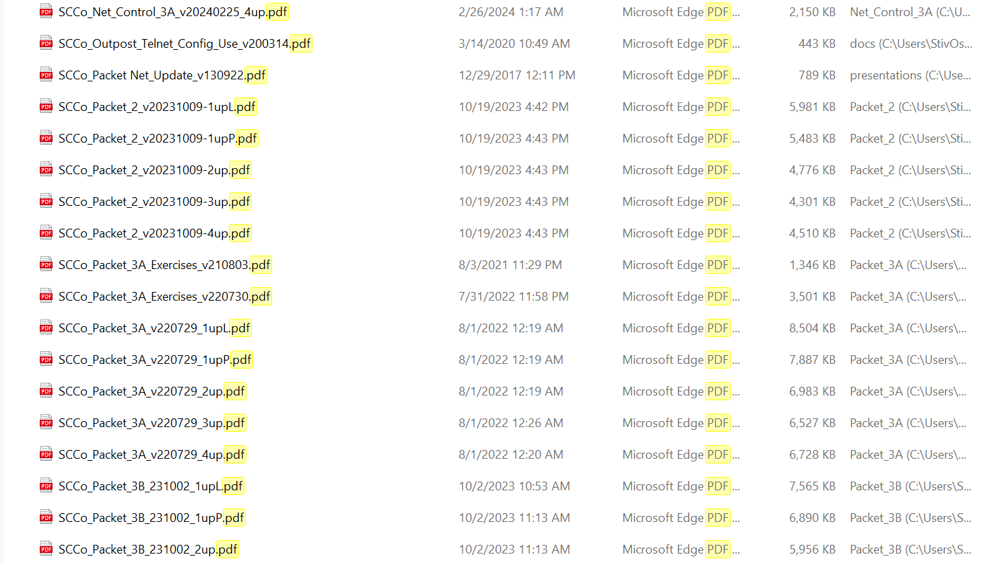 SCCo_Net_Control_3A_v20240225_4up.pdf 2/26/2024 1:17 AM Microsoft Edge PDF... 2,150 KB Net_Control_3A (C:\U...
SCCo_Outpost_Telnet_Config_Use_v200314.pdf 3/14/2020 10:49 AM Microsoft Edge PDF... 443 KB docs (C:\Users\StivOs...
SCCo_Packet Net_Update_v130922.pdf 12/29/2017 12:11 PM Microsoft Edge PDF... 789 KB presentations (C:\Use...
SCCo_Packet_2_v20231009-1upL.pdf 10/19/2023 4:42 PM Microsoft Edge PDF... 5,981 KB Packet_2 (C:\Users\Sti...
SCCo_Packet_2_v20231009-1upP.pdf 10/19/2023 4:43 PM Microsoft Edge PDF... 5,483 KB Packet_2 (C:\Users\Sti...
SCCo_Packet_2_v20231009-2up.pdf 10/19/2023 4:43 PM Microsoft Edge PDF... 4,776 KB Packet_2 (C:\Users\Sti...
SCCo_Packet_2_v20231009-3up.pdf 10/19/2023 4:43 PM Microsoft Edge PDF... 4,301 KB Packet_2 (C:\Users\Sti...
SCCo_Packet_2_v20231009-4up.pdf 10/19/2023 4:43 PM Microsoft Edge PDF... 4,510 KB Packet_2 (C:\Users\Sti...
SCCo_Packet_3A_Exercises_v210803.pdf 8/3/2021 11:29 PM Microsoft Edge PDF... 1,346 KB Packet_3A (C:\Users\...
SCCo_Packet_3A_Exercises_v220730.pdf 7/31/2022 11:58 PM Microsoft Edge PDF... 3,501 KB Packet_3A (C:\Users\...
SCCo_Packet_3A_v220729_1upL.pdf 8/1/2022 12:19 AM Microsoft Edge PDF... 8,504 KB Packet_3A (C:\Users\...
SCCo_Packet_3A_v220729_1upP.pdf 8/1/2022 12:19 AM Microsoft Edge PDF... 7,887 KB Packet_3A (C:\Users\...
SCCo_Packet_3A_v220729_2up.pdf 8/1/2022 12:19 AM Microsoft Edge PDF... 6,983 KB Packet_3A (C:\Users\...
SCCo_Packet_3A_v220729_3up.pdf 8/1/2022 12:26 AM Microsoft Edge PDF... 6,527 KB Packet_3A (C:\Users\...
SCCo_Packet_3A_v220729_4up.pdf 8/1/2022 12:20 AM Microsoft Edge PDF... 6,728 KB Packet_3A (C:\Users\...
SCCo_Packet_3B_231002_1upL.pdf 10/2/2023 10:53 AM Microsoft Edge PDF... 7,565 KB Packet_3B (C:\Users\S...
SCCo_Packet_3B_231002_1upP.pdf 10/2/2023 11:13 AM Microsoft Edge PDF... 6,890 KB Packet_3B (C:\Users\S...
SCCo_Packet_3B_231002_2up.pdf 10/2/2023 11:13 AM Microsoft Edge PDF... 5,956 KB Packet_3B (C:\Users\S...